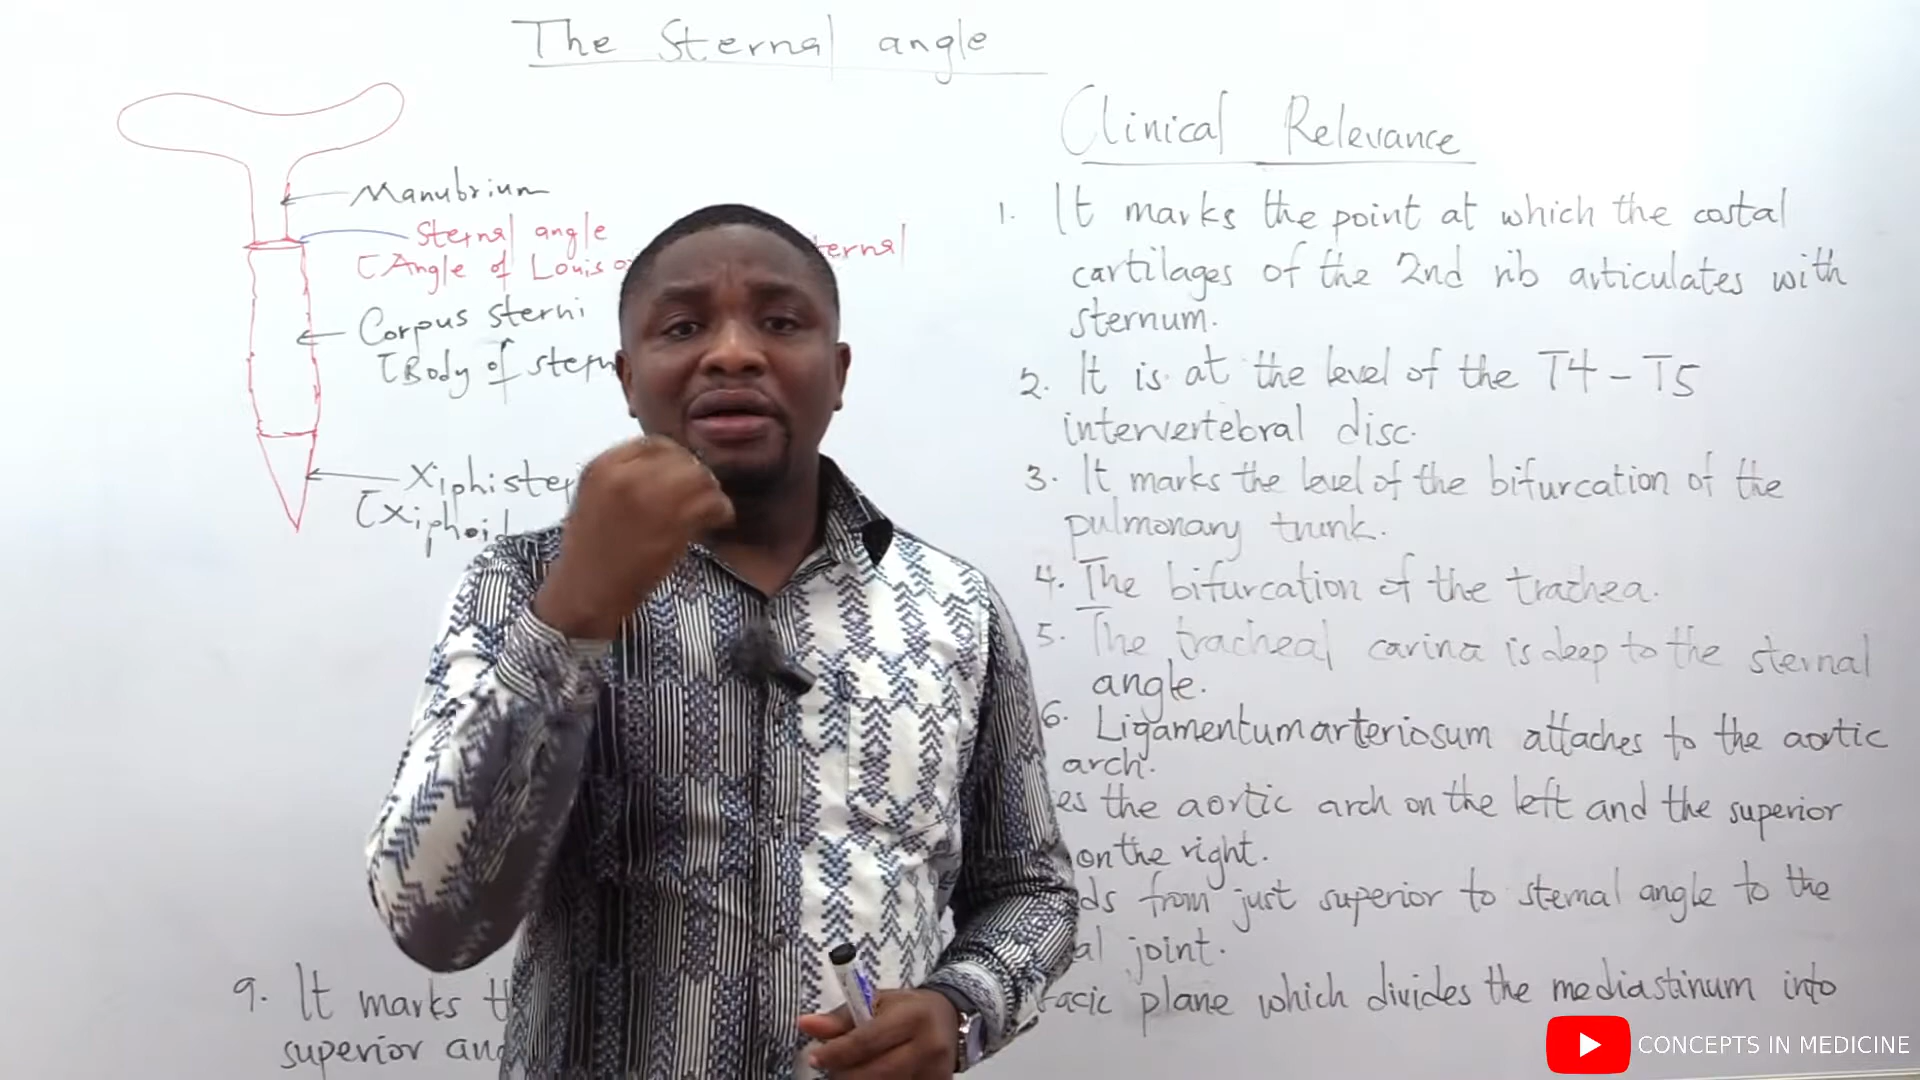 The Sternal angle
Manubrium
Sternal angle
[Angle of Louis ternal
Corpus sterni
[Body of
Clinical Relevance
1. It marks the point at which the costal
cartilages of the 2nd rib articulates with
sternum.
2. It is at the level of the T4-T5
intervertebral disc.
3. It marks the level of the bifurcation of the
pulmonary trunk.
4. The bifurcation of the trachea.
5. The tracheal carina is deep to the sternal
angle.
6. Ligamentum arteriosum attaches to the aortic
arch.
es the aortic arch on the left and the superior
on the right.
ds from just superior to sternal angle to the
al joint.
9. It marks racic plane which divides the mediastinum into
superior
CONCEPTS IN MEDICINE